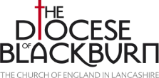 THE
DIOCESE
OF BLACKBURN
THE CHURCH OF ENGLAND IN LANCASHIRE